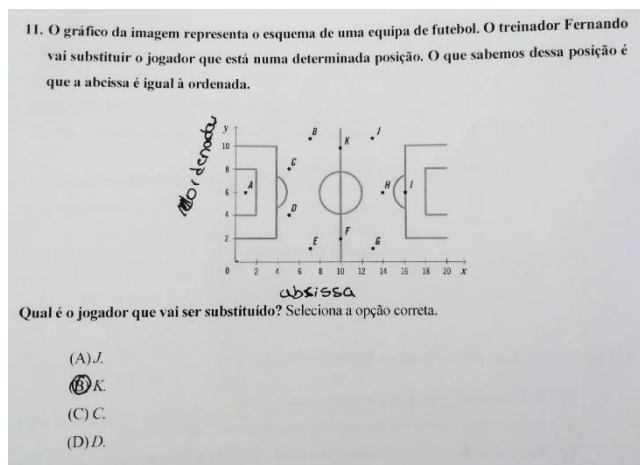 11. O gráfico da imagem representa o esquema de uma equipa de futebol. O treinador Fernando
vai substituir o jogador que está numa determinada posição. O que sabemos dessa posição é
que a abcissa é igual à ordenada.
ordenada
y
10
8
6
4
2
0 2 4 6 8 10 12 14 16 18 20 x
A
B
C
D
E
F
G
H
I
J
K
absissa
Qual é o jogador que vai ser substituído? Seleciona a opção correta.
(A) J.
(B) K.
(C) C.
(D) D.